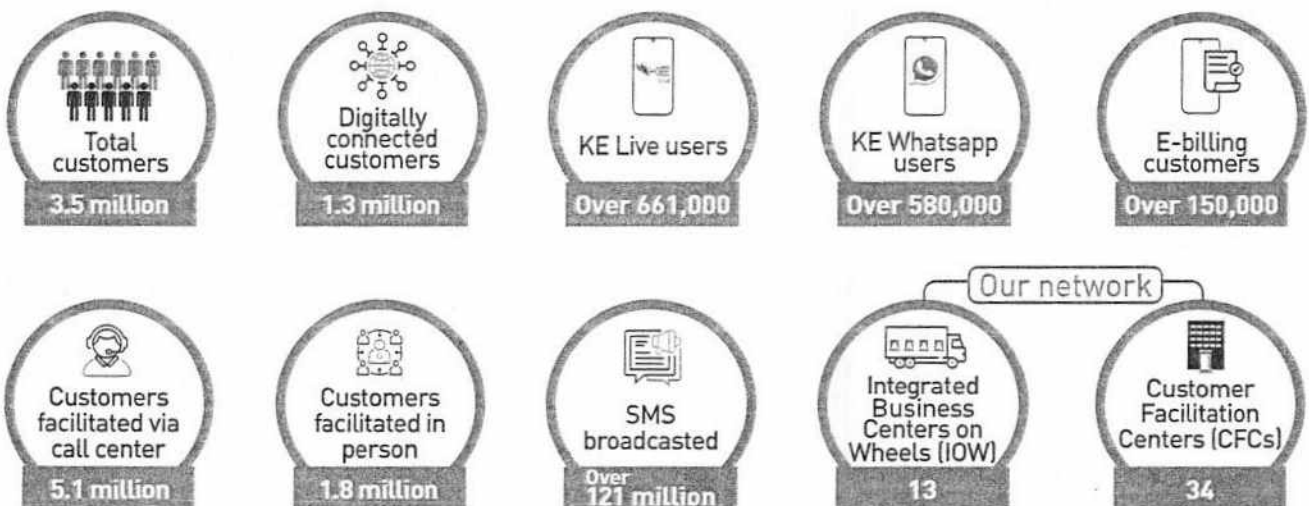 Total
customers
3.5 million
Digitally
connected
customers
1.3 million
KE Live users
Over 661,000
KE Whatsapp
users
Over 580,000
E-billing
customers
Over 150,000
Our network
Customers
facilitated via
call center
5.1 million
Customers
facilitated in
person
1.8 million
SMS
broadcasted
Over
121 million
Integrated
Business
Centers on
Wheels (IOW)
13
Customer
Facilitation
Centers (CFCs)
34